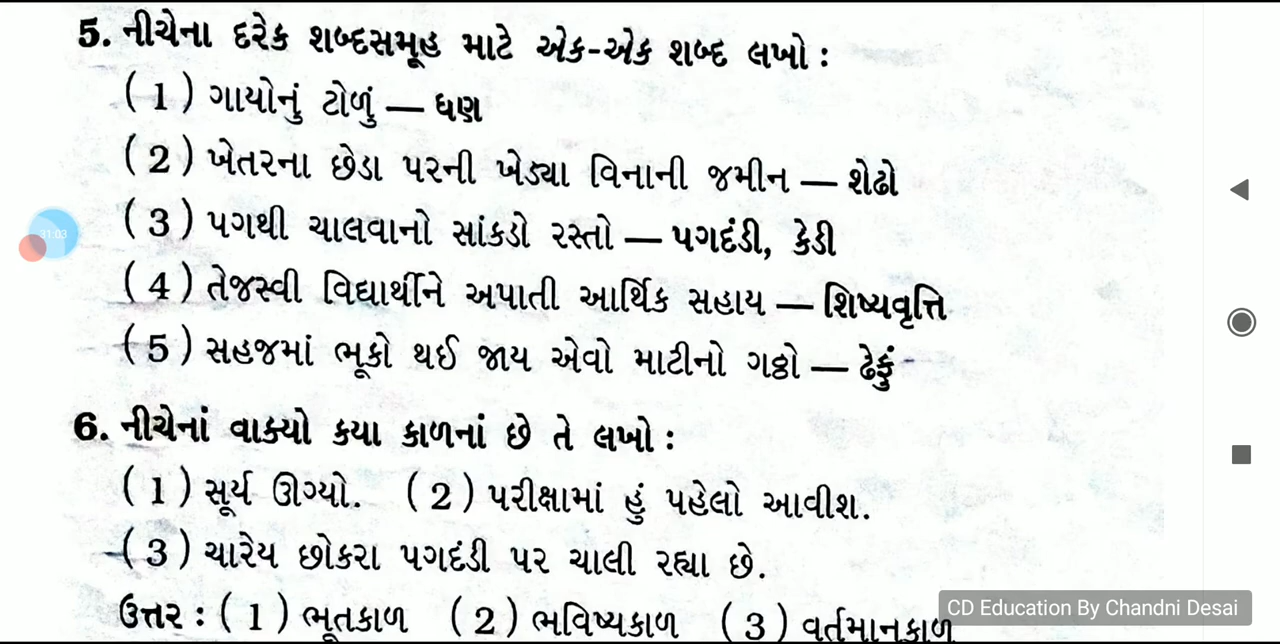 5. નીચેના દરેક શબ્દસમૂહ માટે એક-એક શબ્દ લખો :
( 1 ) ગાયોનું ટોળું — ધણ
( 2 ) ખેતરના છેડા પરની ખેડ્યા વિનાની જમીન — શેઢો
( 3 ) પગથી ચાલવાનો સાંકડો રસ્તો — પગદંડી, કેડી
31:03
( 4 ) તેજસ્વી વિદ્યાર્થીને અપાતી આર્થિક સહાય — શિષ્યવૃત્તિ
( 5 ) સહજમાં ભૂકો થઈ જાય એવો માટીનો ગઠ્ઠો — ઢેફું
6. નીચેનાં વાક્યો કયા કાળનાં છે તે લખો :
( 1 ) સૂર્ય ઊગ્યો. ( 2 ) પરીક્ષામાં હું પહેલો આવીશ.
( 3 ) ચારેય છોકરા પગદંડી પર ચાલી રહ્યા છે.
ઉત્તર : ( 1 ) ભૂતકાળ ( 2 ) ભવિષ્યકાળ ( 3 ) વર્તમાનકાળ
CD Education By Chandni Desai